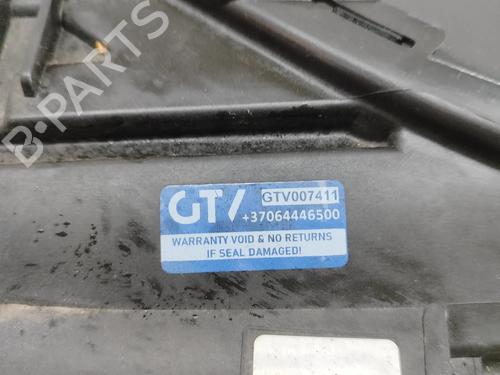 B-PARTS
GTV GTV007411
+37064446500
WARRANTY VOID & NO RETURNS
IF SEAL DAMAGED!